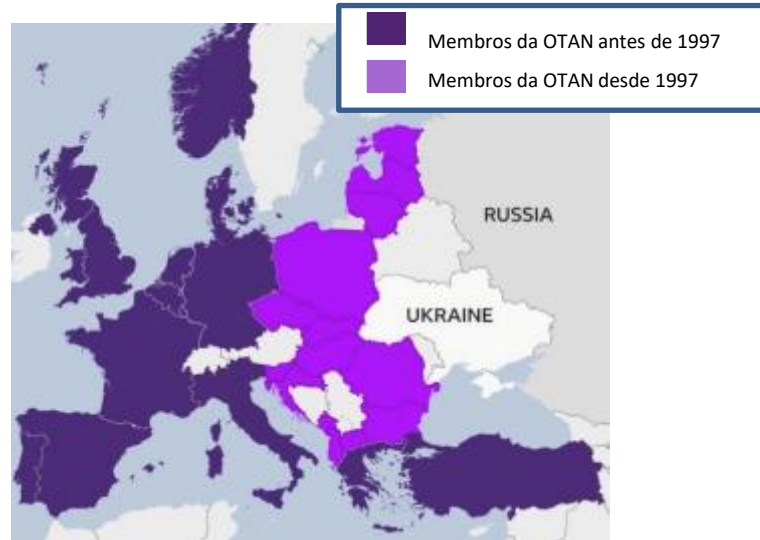 Membros da OTAN antes de 1997
Membros da OTAN desde 1997
RUSSIA
UKRAINE